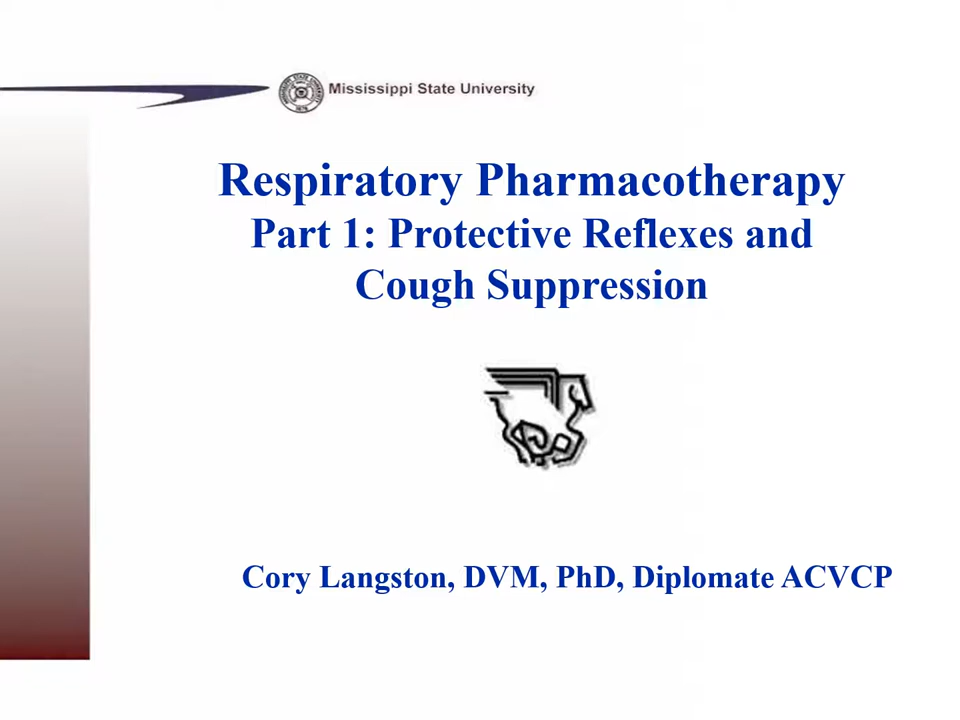 Mississippi State University
Respiratory Pharmacotherapy
Part 1: Protective Reflexes and
Cough Suppression
Cory Langston, DVM, PhD, Diplomate ACVCP